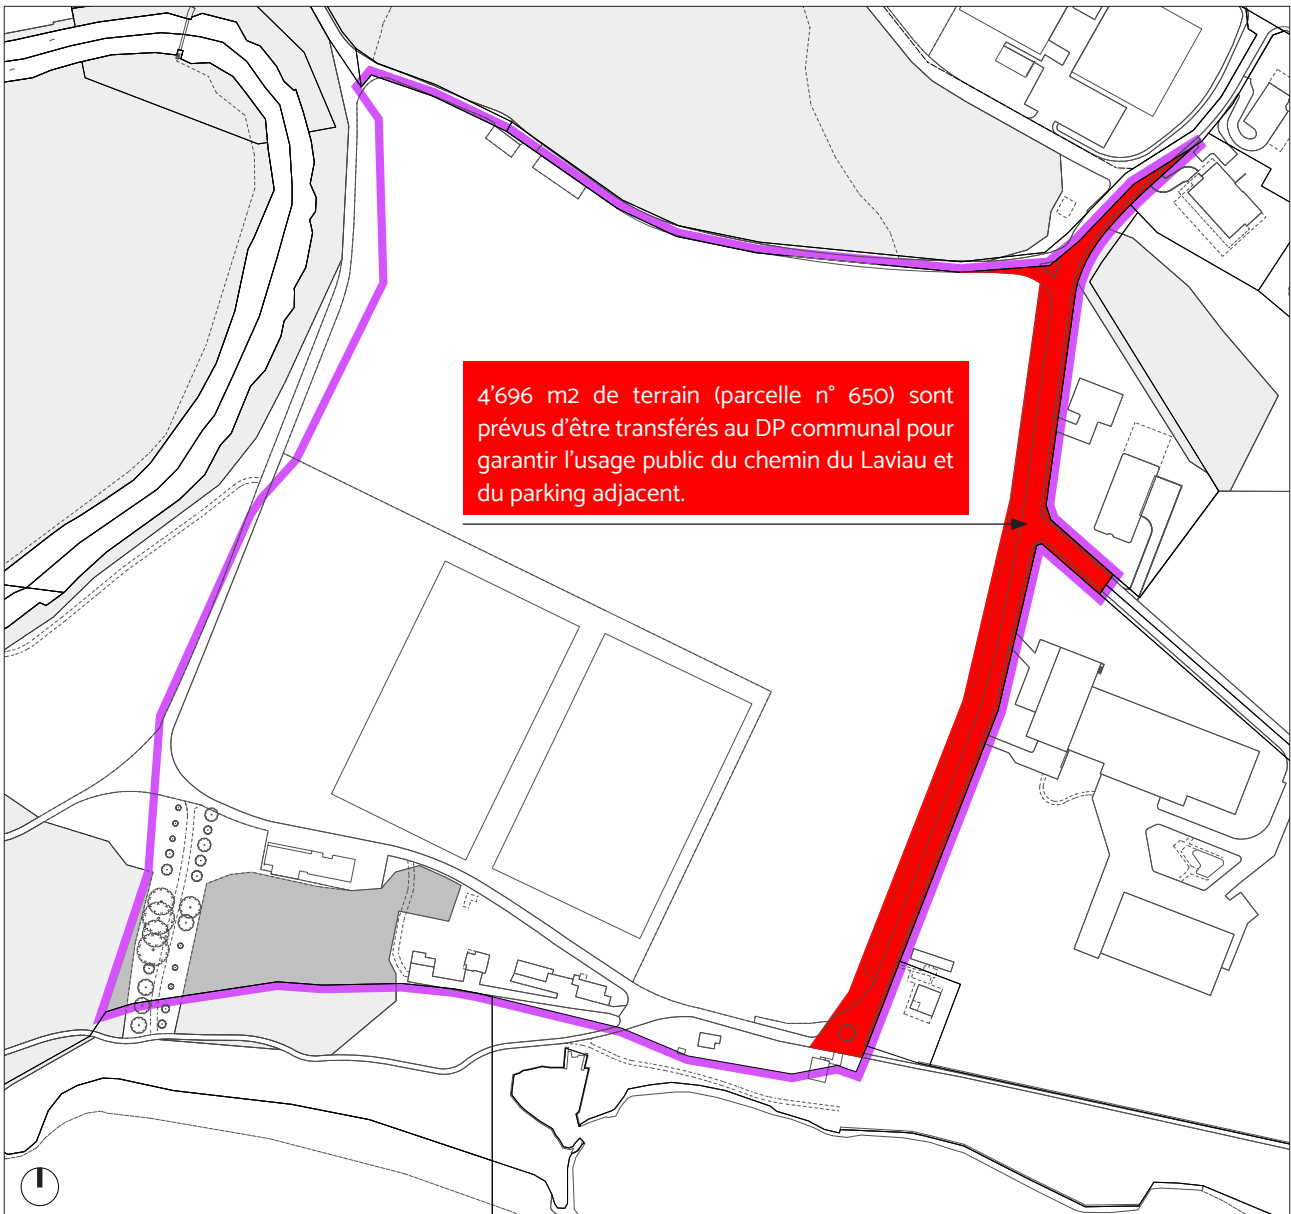 4'696 m2 de terrain (parcelle n° 650) sont
prévus d'être transférés au DP communal pour
garantir l'usage public du chemin du Laviau et
du parking adjacent.